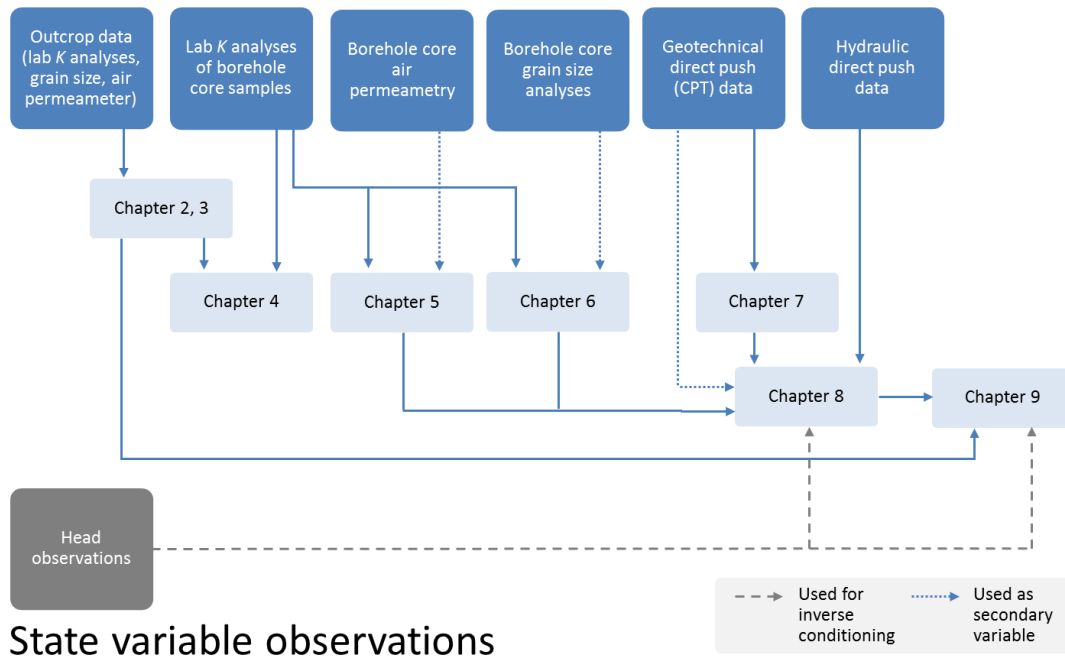 Outcrop data
(lab K analyses,
grain size, air
permeameter)
Lab K analyses
of borehole
core samples
Borehole core
air
permeametry
Borehole core
grain size
analyses
Geotechnical
direct push
(CPT) data
Hydraulic
direct push
data
Chapter 2, 3
Chapter 4
Chapter 5
Chapter 6
Chapter 7
Chapter 8
Chapter 9
Head
observations
Used for
inverse
conditioning
Used as
secondary
variable
State variable observations